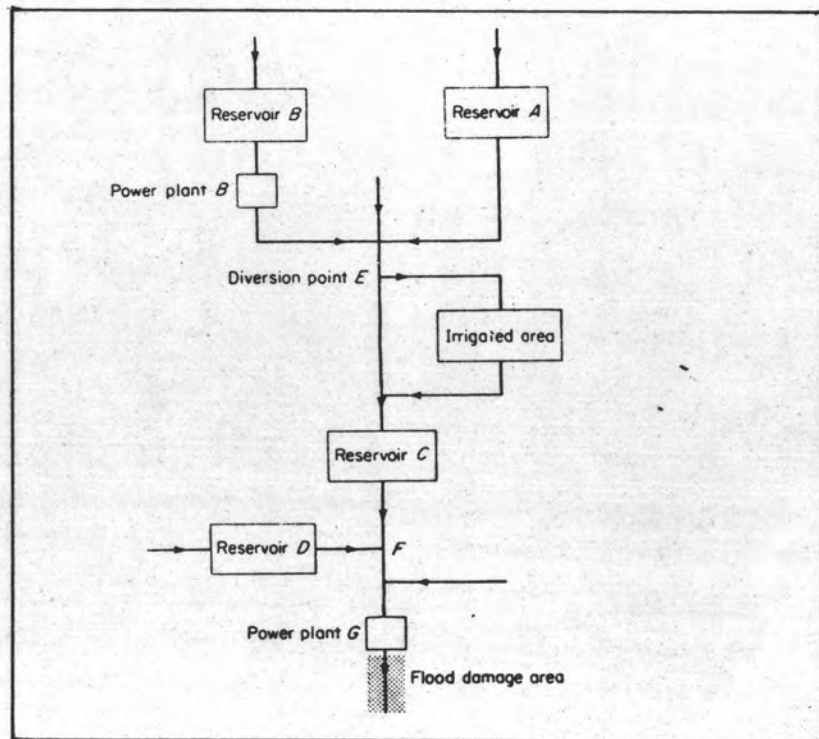 Reservoir B
Reservoir A
Power plant B
Diversion point E
Irrigated area
Reservoir C
Reservoir D
F
Power plant G
Flood damage area